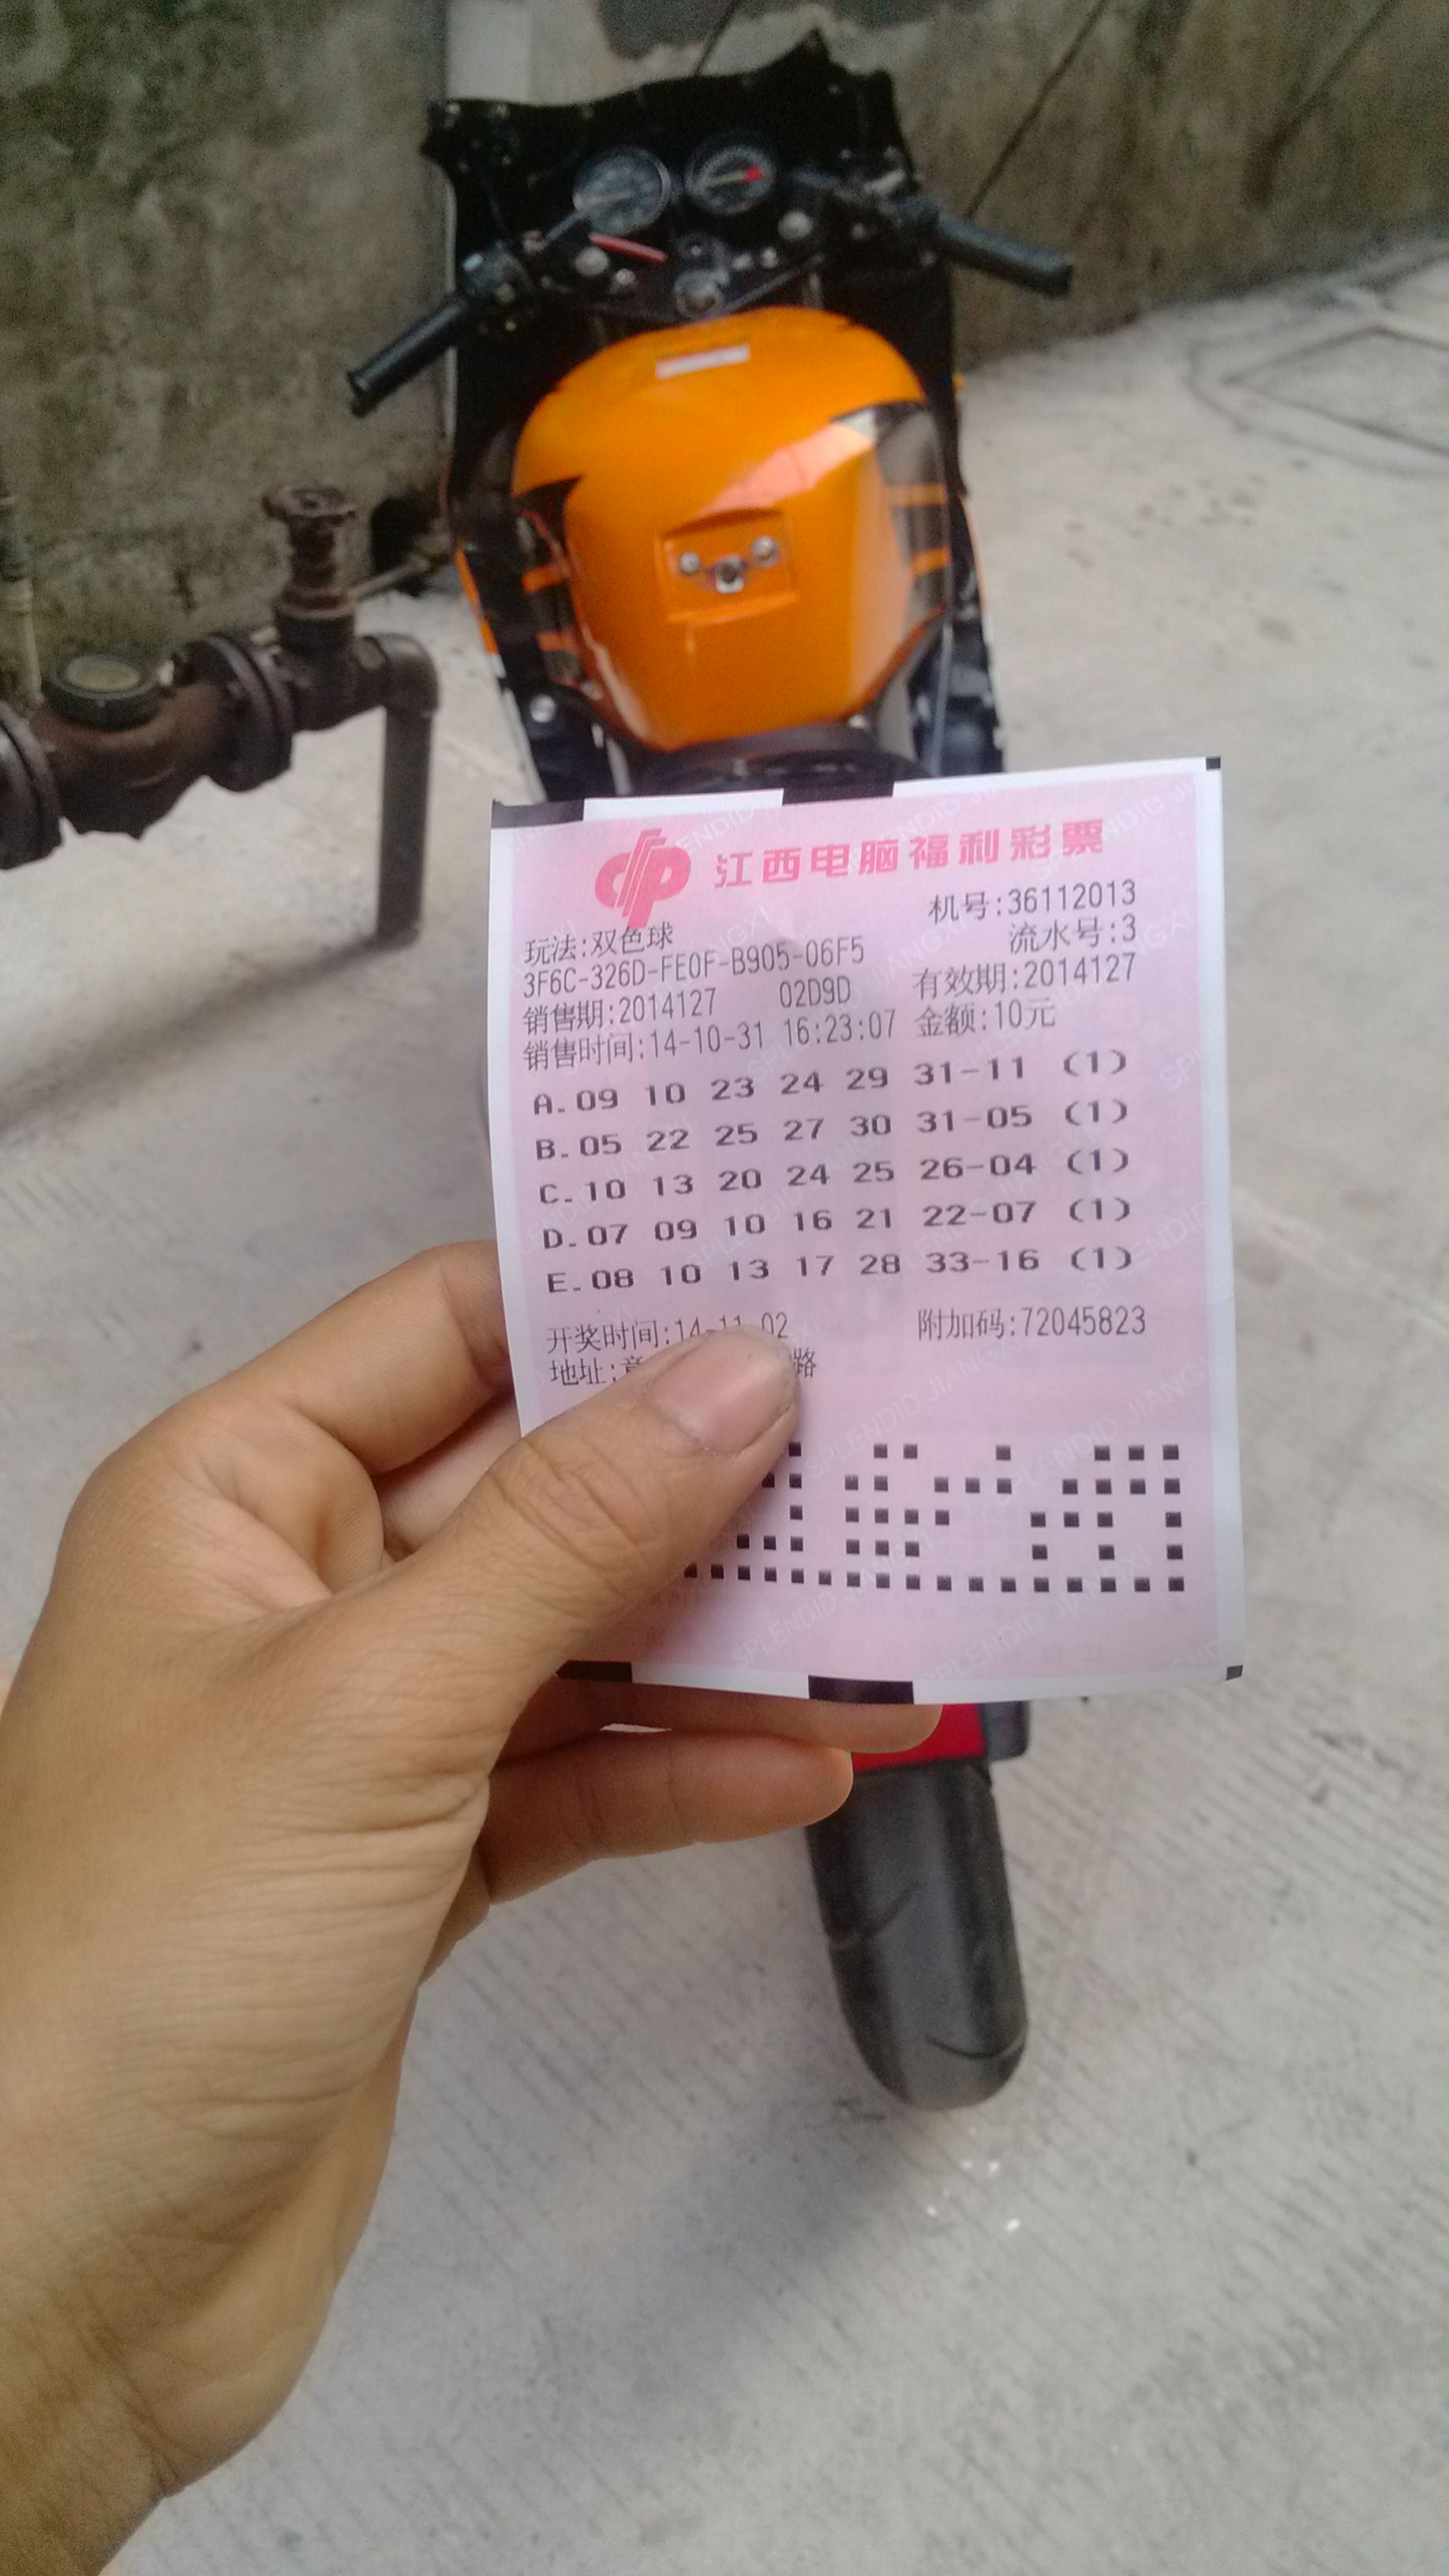 江西电脑福利彩票
机号:36112013
玩法:双色球
流水号:3
3F6C-326D-FE0F-B905-06F5
销售期:2014127 02D9D 有效期:2014127
销售时间:14-10-31 16:23:07 金额:10元
A.09 10 23 24 29 31-11 (1)
B.05 22 25 27 30 31-05 (1)
C.10 13 20 24 25 26-04 (1)
D.07 09 10 16 21 22-07 (1)
E.08 10 13 17 28 33-16 (1)
开奖时间:14-11-02 附加码:72045823
地址:章 路
SPLENDID JIANGXI